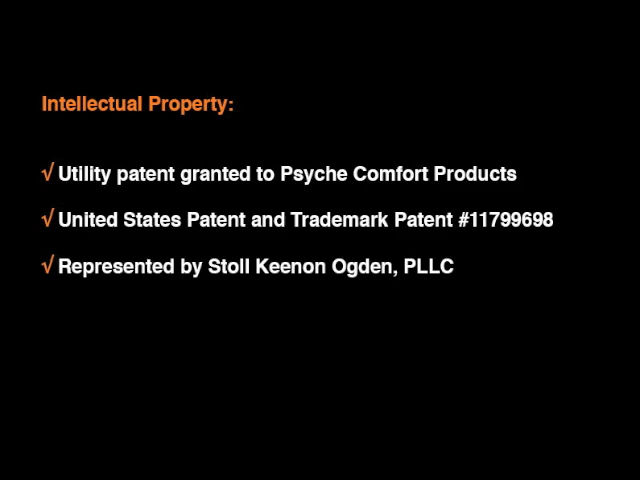 Intellectual Property:
√ Utility patent granted to Psyche Comfort Products
√ United States Patent and Trademark Patent #11799698
√ Represented by Stoll Keenon Ogden, PLLC